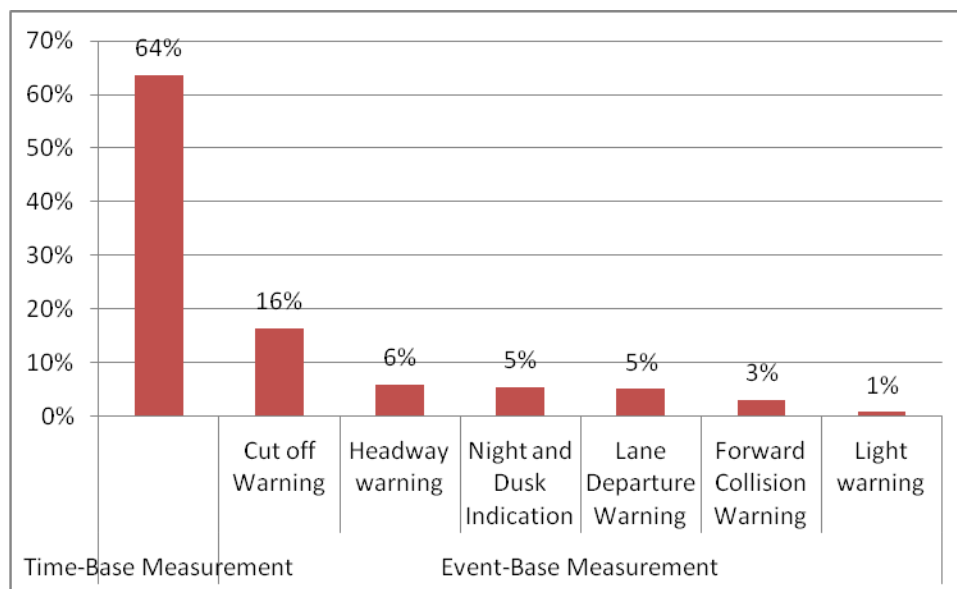 70%
60%
50%
40%
30%
20%
10%
0%
64%
16%
6%
5%
5%
3%
1%
Cut off
Warning
Headway
warning
Night and
Dusk
Indication
Lane
Departure
Warning
Forward
Collision
Warning
Light
warning
Time-Base Measurement
Event-Base Measurement